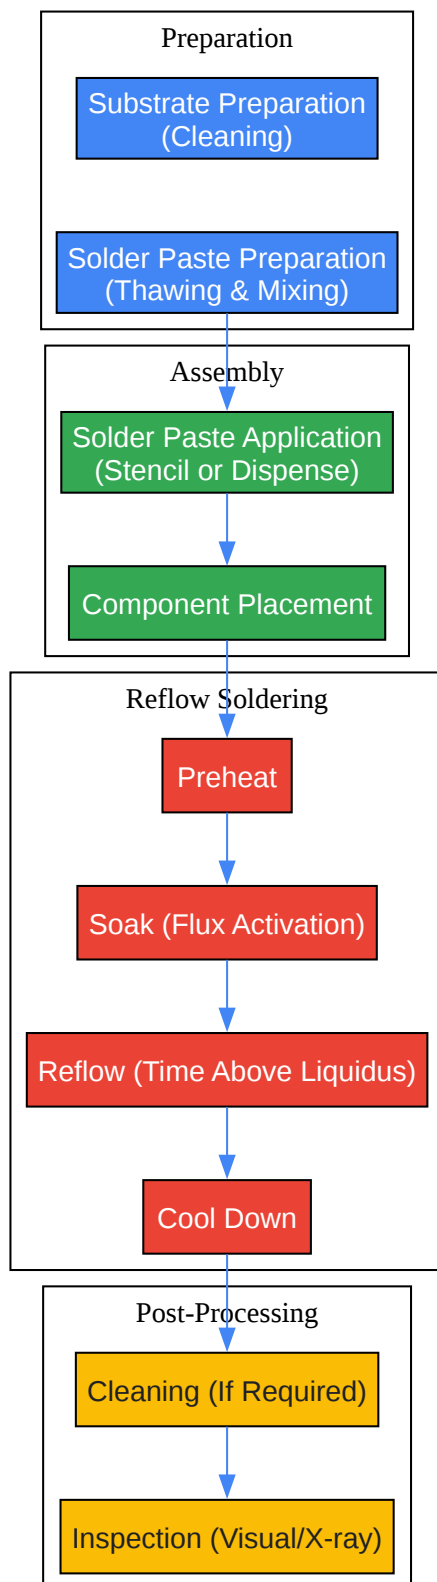 Preparation
Substrate Preparation
(Cleaning)
Solder Paste Preparation
(Thawing & Mixing)
Assembly
Solder Paste Application
(Stencil or Dispense)
Component Placement
Reflow Soldering
Preheat
Soak (Flux Activation)
Reflow (Time Above Liquidus)
Cool Down
Post-Processing
Cleaning (If Required)
Inspection (Visual/X-ray)